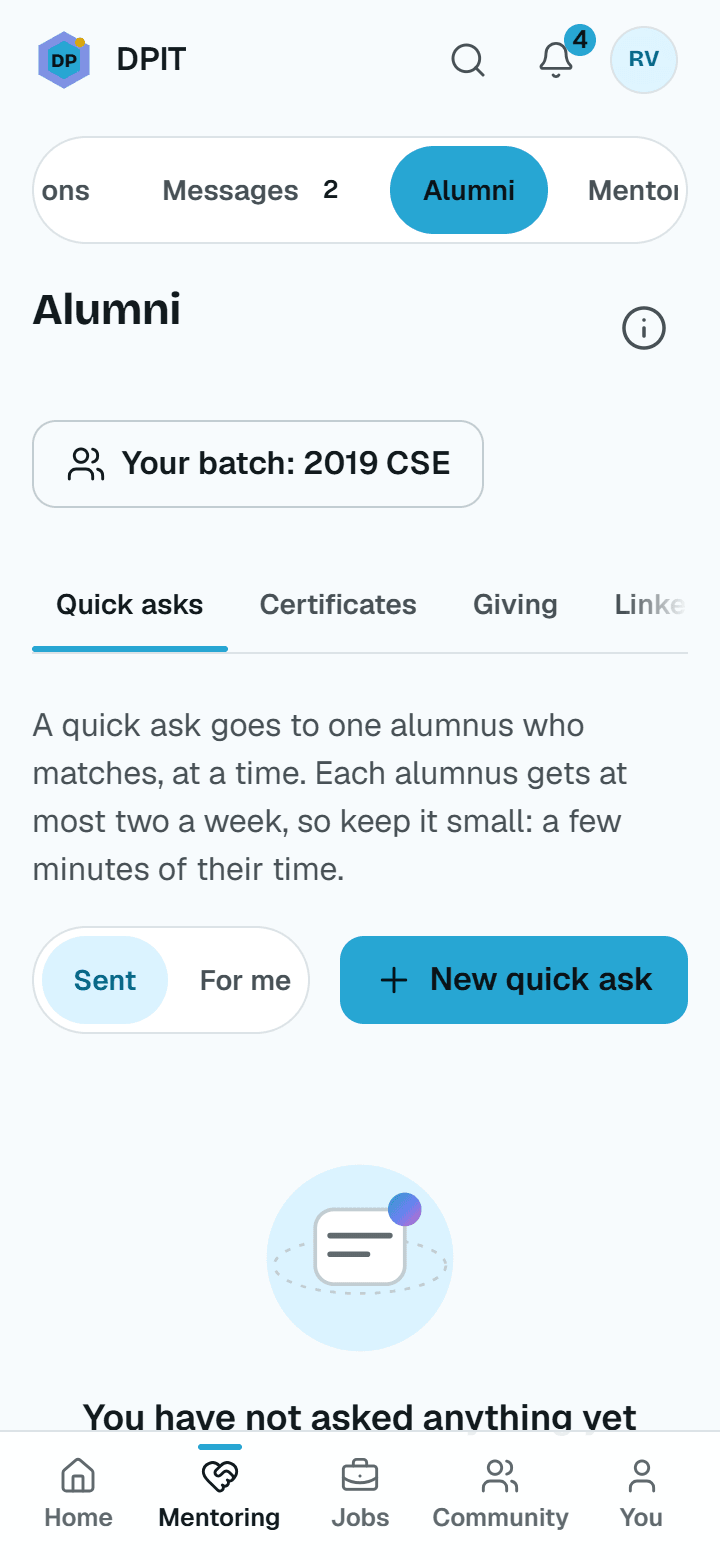 DP DPIT 4 RV
ons Messages 2 Alumni Mentor
Alumni
Your batch: 2019 CSE
Quick asks Certificates Giving Linke
A quick ask goes to one alumnus who
matches, at a time. Each alumnus gets at
most two a week, so keep it small: a few
minutes of their time.
Sent For me + New quick ask
You have not asked anything yet
Home Mentoring Jobs Community You